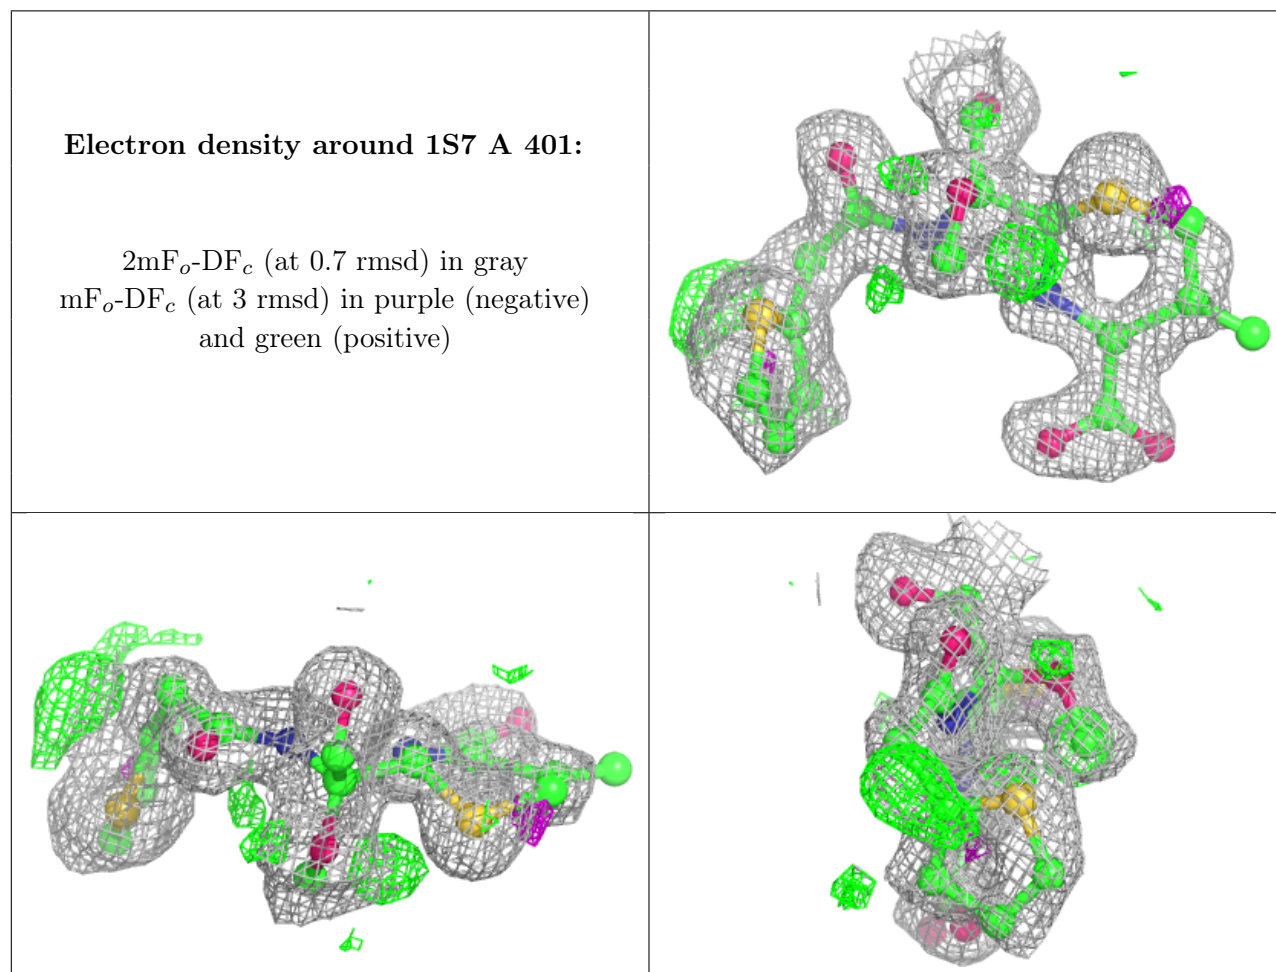 Electron density around 1S7 A 401:
2mFo-DFc (at 0.7 rmsd) in gray
mFo-DFc (at 3 rmsd) in purple (negative)
and green (positive)